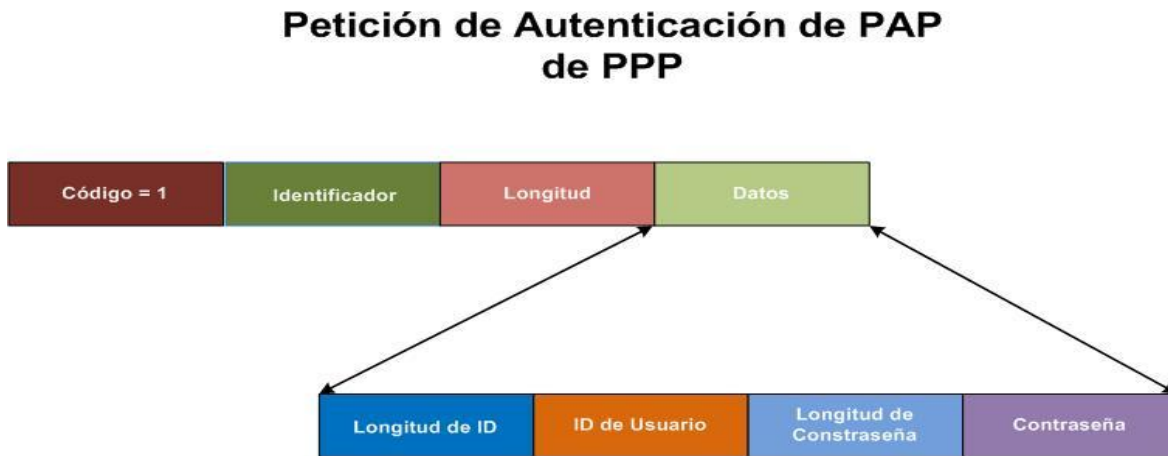 Petición de Autenticación de PAP
de PPP
Código = 1
Identificador
Longitud
Datos
Longitud de ID
ID de Usuario
Longitud de
Constraseña
Contraseña